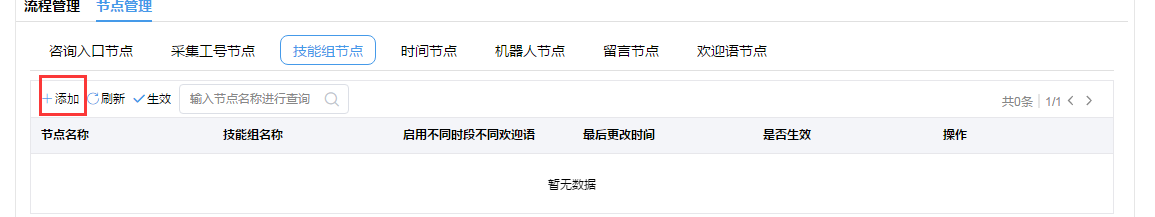 流程管理 节点管理
咨询入口节点 采集工号节点 技能组节点 时间节点 机器人节点 留言节点 欢迎语节点
添加 刷新 生效 输入节点名称进行查询 共0条 1/1
节点名称 技能组名称 启用不同时段不同欢迎语 最后更改时间 是否生效 操作
暂无数据